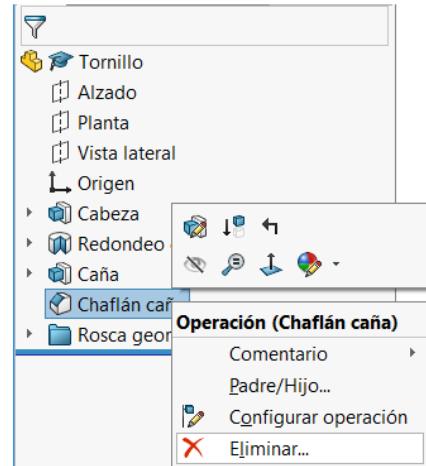 Tornillo
Alzado
Planta
Vista lateral
Origen
Cabeza
Redondeo
Caña
Chaflán cañ
Rosca geor
Operación (Chaflán caña)
Comentario
Padre/Hijo...
Configurar operación
Eliminar...